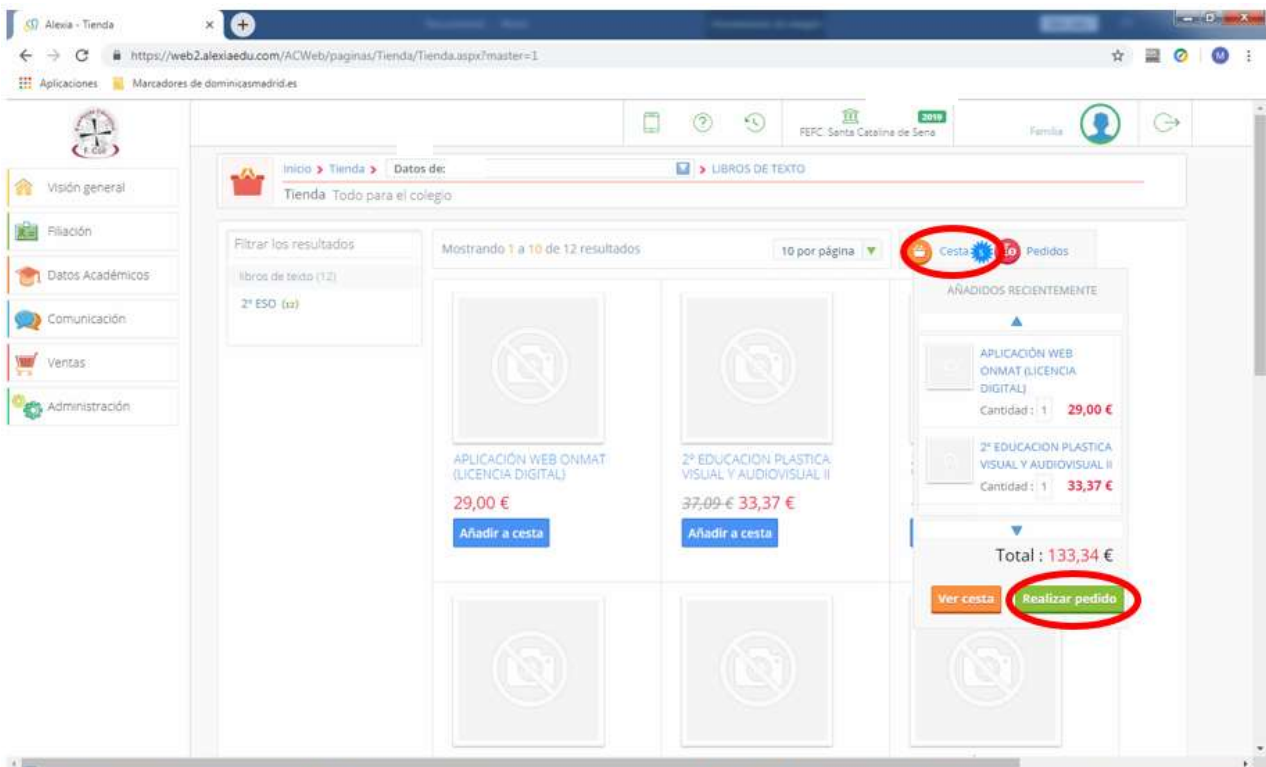 Alexia - Tienda
https://web2.alexiaedu.com/ACWeb/paginas/Tienda/Tienda.aspx?master=1
Aplicaciones Marcadores de dominicasmadrid.es
FEFC. Santa Catalina de Sena 2019 Familia
Inicio > Tienda > Datos de: > LIBROS DE TEXTO
Tienda Todo para el colegio
Visión general
Filiación
Datos Académicos
Comunicación
Ventas
Administración
Filtrar los resultados
libros de texto (12)
2º ESO (12)
Mostrando 1 a 10 de 12 resultados
10 por página
Cesta
Pedidos
AÑADIDOS RECIENTEMENTE
APLICACIÓN WEB
ONMAT (LICENCIA
DIGITAL)
Cantidad : 1 29,00 €
2º EDUCACION PLASTICA
VISUAL Y AUDIOVISUAL II
Cantidad : 1 33,37 €
Total : 133,34 €
Ver cesta Realizar pedido
APLICACIÓN WEB ONMAT
(LICENCIA DIGITAL)
29,00 €
Añadir a cesta
2º EDUCACION PLASTICA
VISUAL Y AUDIOVISUAL II
37,09 € 33,37 €
Añadir a cesta